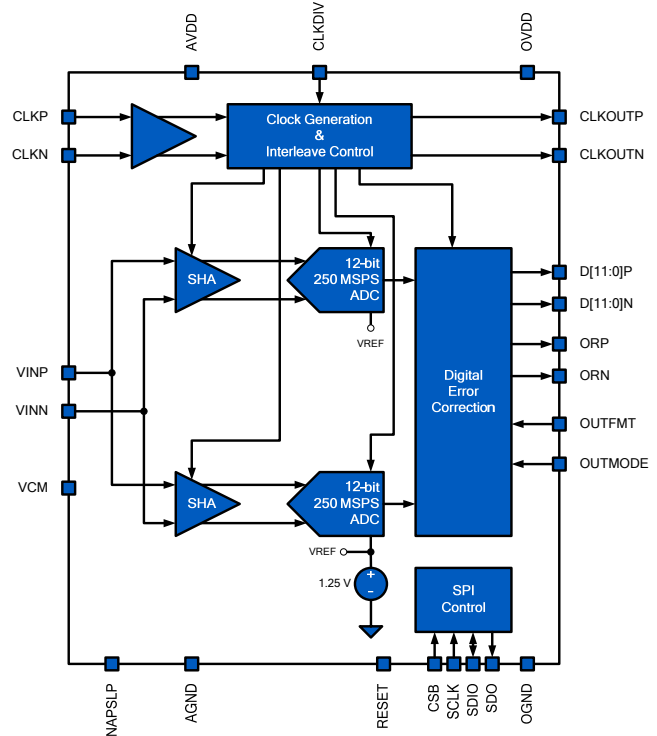 AVDD
CLKDIV
OVDD
CLKP
CLKN
Clock Generation
&
Interleave Control
CLKOUTP
CLKOUTN
SHA
12-bit
250 MSPS
ADC
VREF
D[11:0]P
D[11:0]N
ORP
ORN
OUTFMT
OUTMODE
Digital
Error
Correction
VINP
VINN
VCM
SHA
12-bit
250 MSPS
ADC
VREF
1.25 V
+
–
SPI
Control
NAPSLP
AGND
RESET
CSB
SCLK
SDIO
SDO
OGND